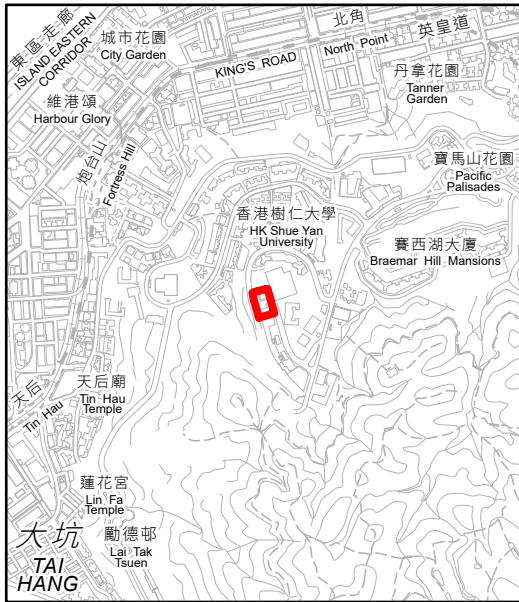 東區走廊
ISLAND EASTERN
CORRIDOR
城市花園
City Garden
北角
North Point
英皇道
KING'S ROAD
丹拿花園
Tanner
Garden
維港頌
Harbour Glory
炮台山
Fortress Hill
寶馬山花園
Pacific
Palisades
香港樹仁大學
HK Shue Yan
University
賽西湖大廈
Braemar Hill Mansions
天后
Tin Hau
天后廟
Tin Hau
Temple
蓮花宮
Lin Fa
Temple
大坑
TAI
HANG
勵德邨
Lai Tak
Tsuen